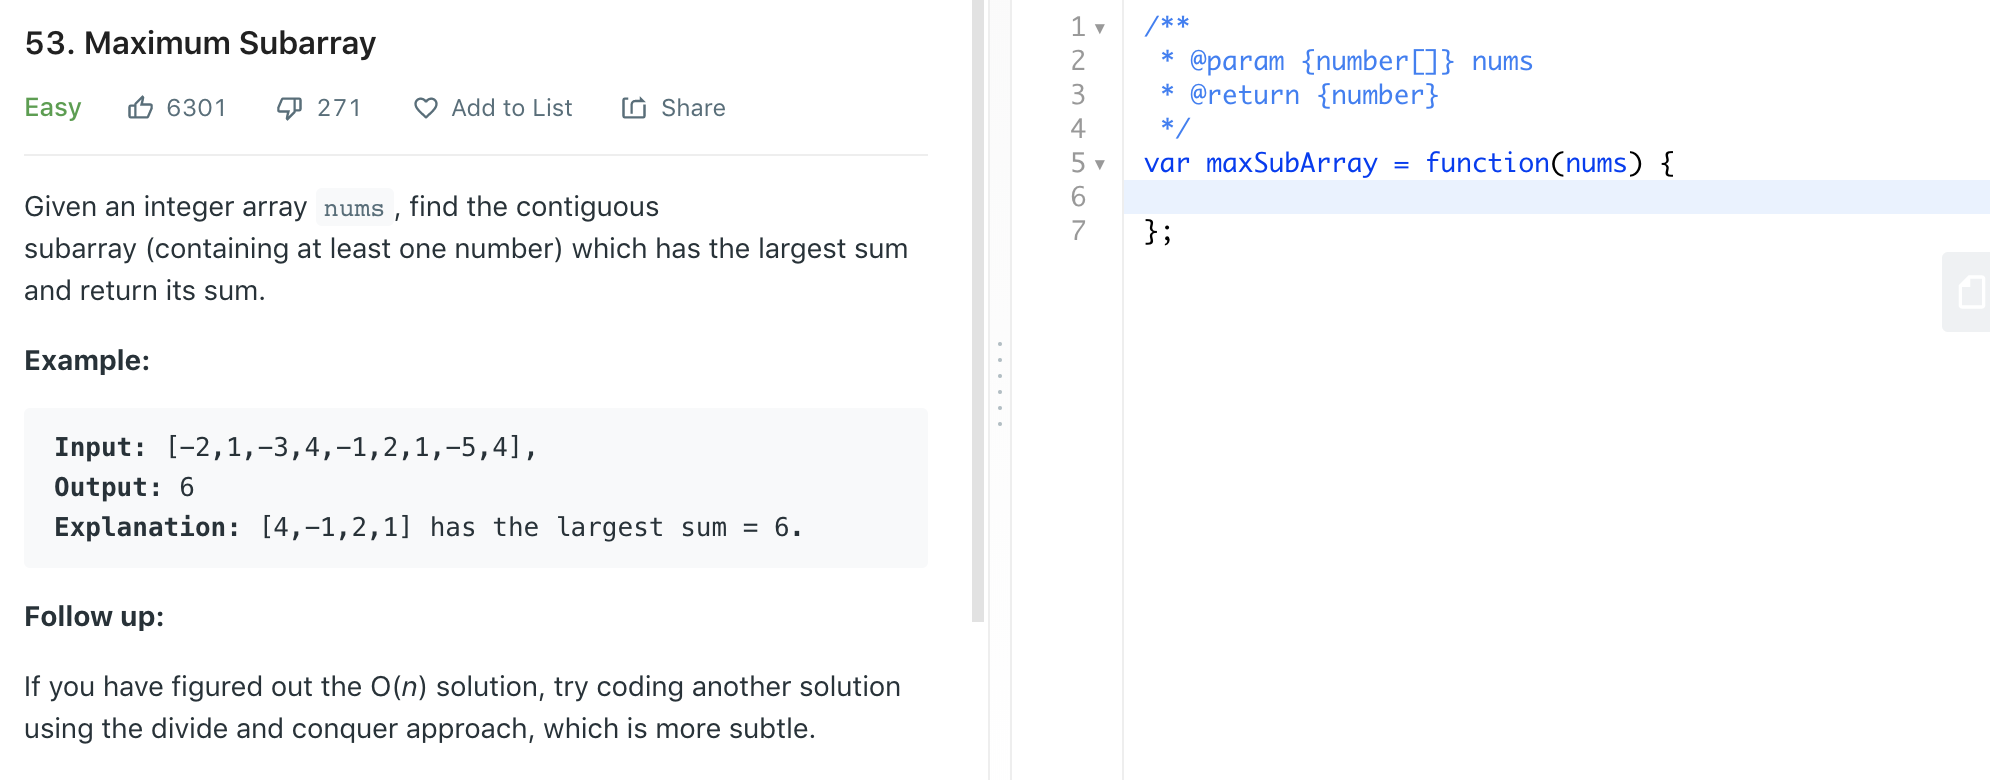 53. Maximum Subarray
Easy 6301 271 Add to List Share
Given an integer array nums , find the contiguous
subarray (containing at least one number) which has the largest sum
and return its sum.
Example:
Input: [-2,1,-3,4,-1,2,1,-5,4],
Output: 6
Explanation: [4,-1,2,1] has the largest sum = 6.
Follow up:
If you have figured out the O(n) solution, try coding another solution
using the divide and conquer approach, which is more subtle.
1 /**
2 * @param {number[]} nums
3 * @return {number}
4 */
5 var maxSubArray = function(nums) {
6
7 };